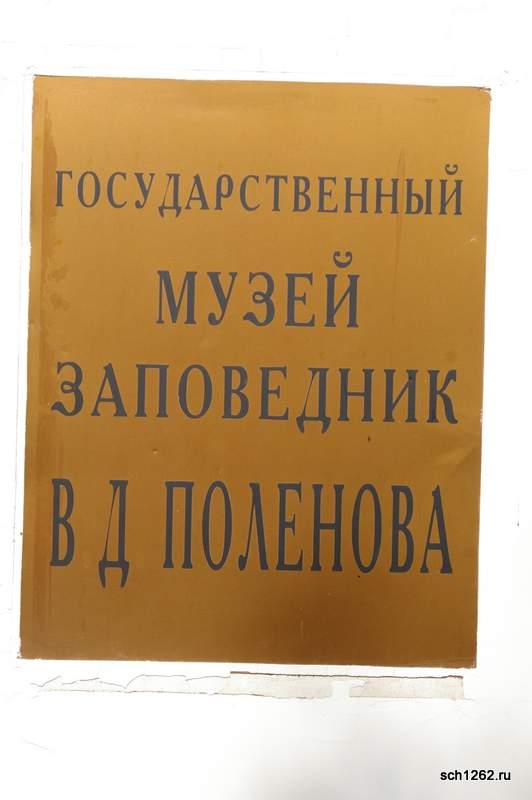 ГОСУДАРСТВЕННЫЙ
МУЗЕЙ
ЗАПОВЕДНИК
В Д ПОЛЕНОВА
sch1262.ru